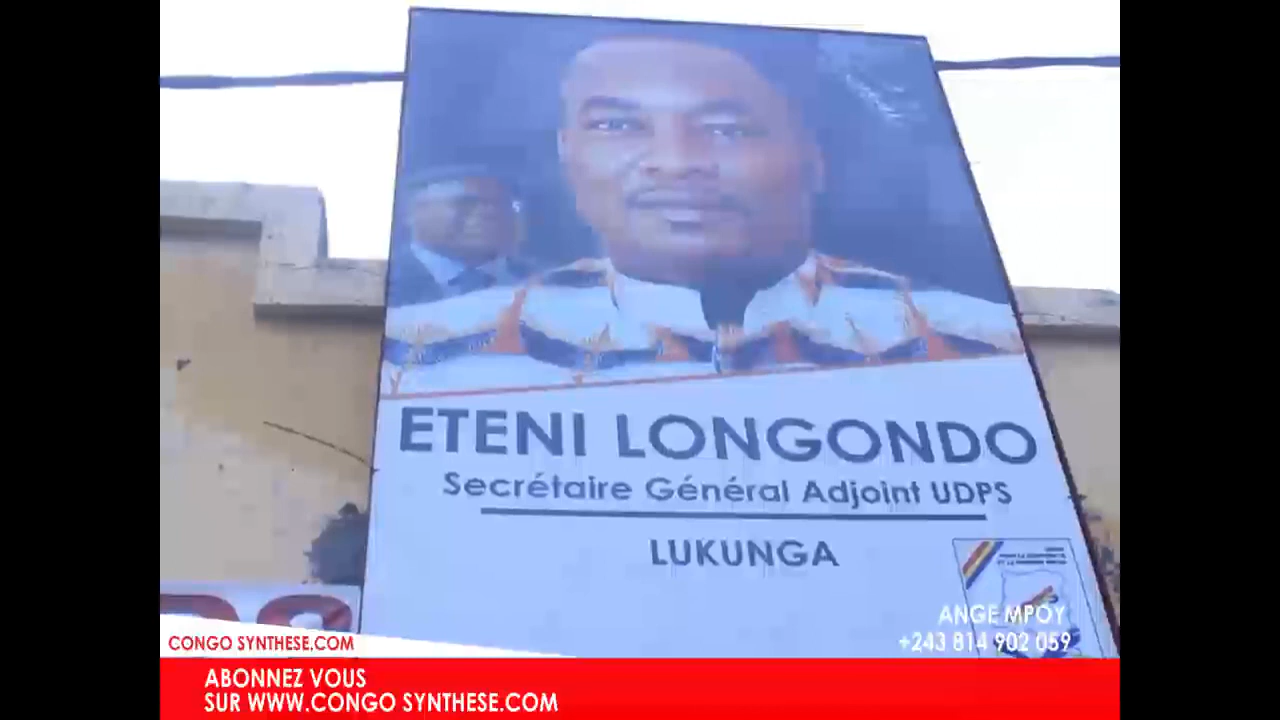 ETENI LONGONDO
Secrétaire Général Adjoint UDPS
LUKUNGA
ANGE MPOY
+243 814 902 059
CONGO SYNTHESE.COM
ABONNEZ VOUS
SUR WWW.CONGO SYNTHESE.COM